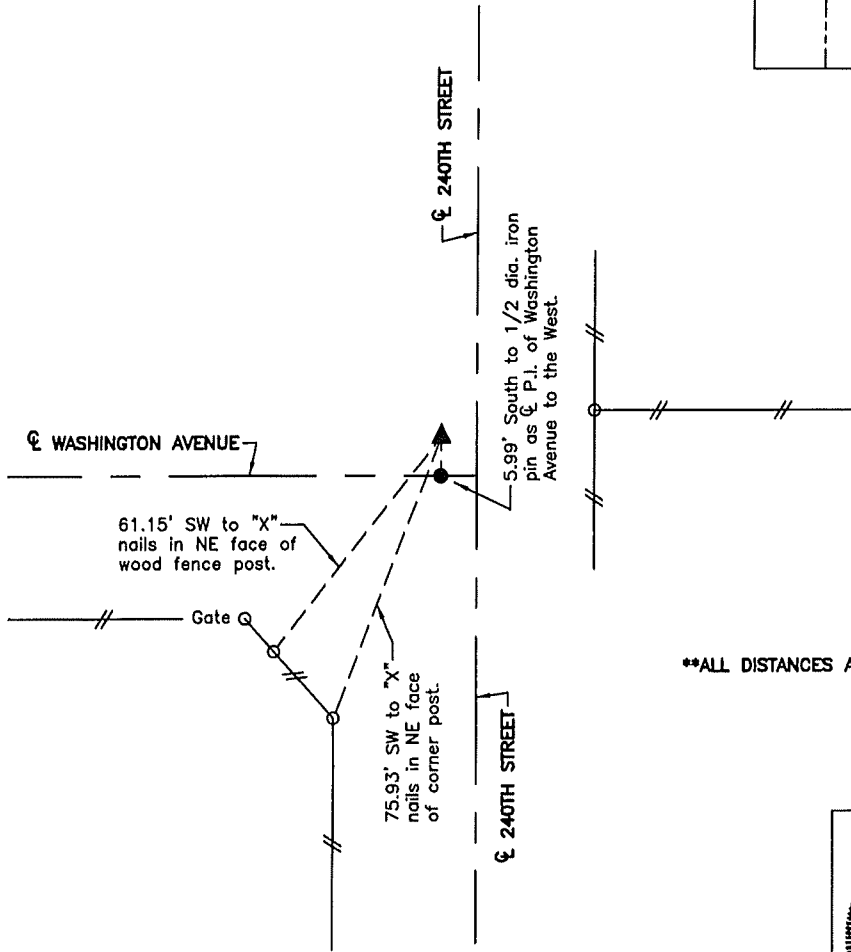 ℄ 240TH STREET
5.99' South to 1/2 dia. iron
pin as ℄ P.I. of Washington
Avenue to the West.
℄ WASHINGTON AVENUE
61.15' SW to "X"
nails in NE face of
wood fence post.
Gate
75.93' SW to "X"
nails in NE face
of corner post.
℄ 240TH STREET
**ALL DISTANCES A